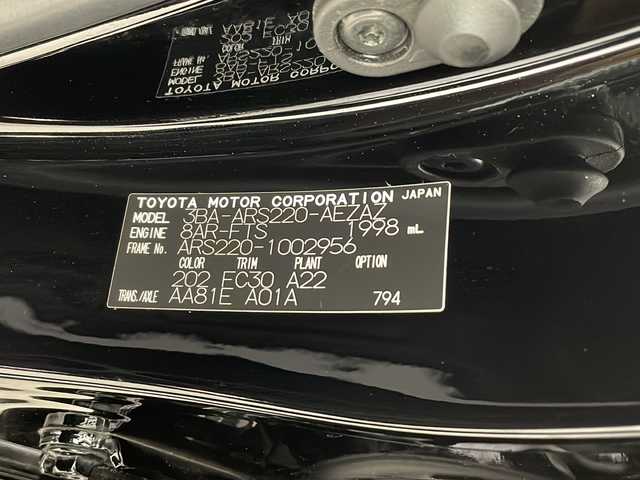 TOYOTA MOTOR CORPORATION JAPAN
MODEL 3BA-ARS220-AEZAZ
ENGINE 8AR-FTS 1998 mL
FRAME No. ARS220-1002956
COLOR TRIM PLANT OPTION
202 EC30 A22
TRANS./AXLE AA81E A01A 794